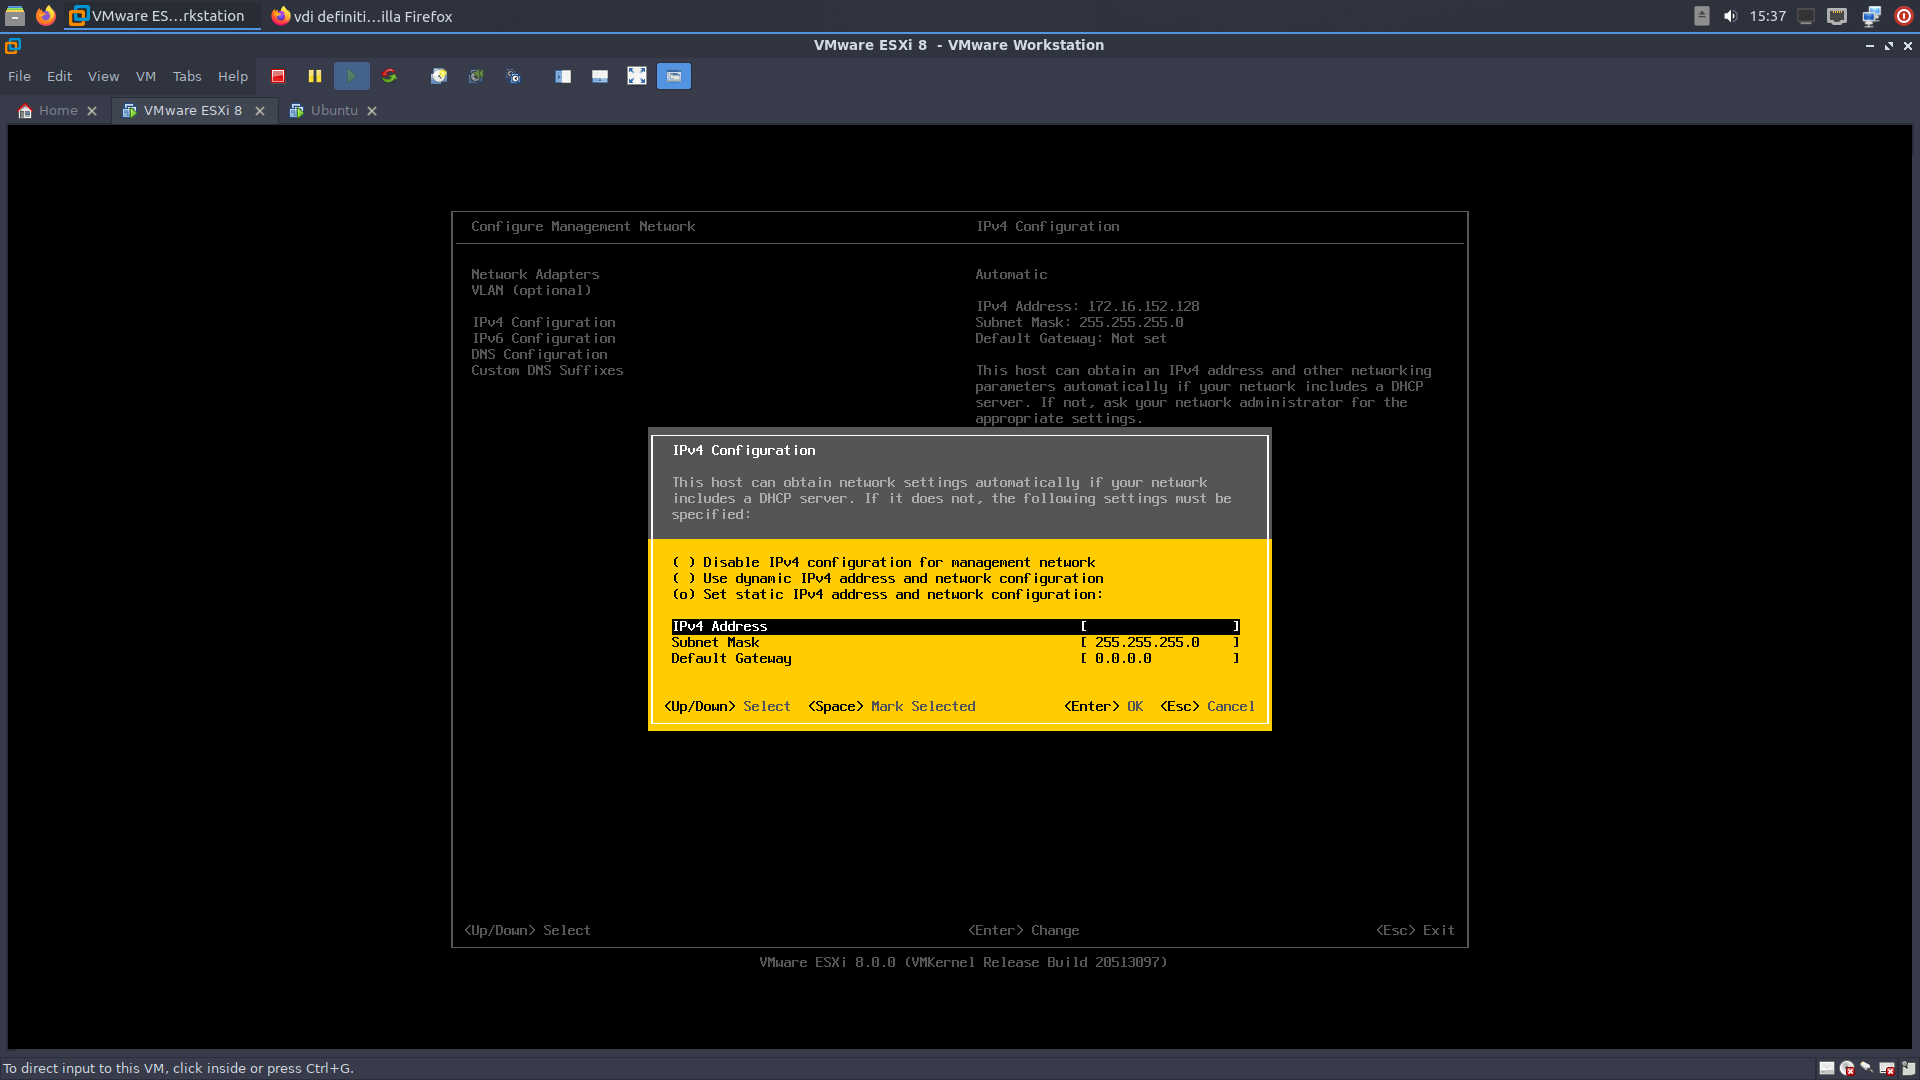 VMware ES...rkstation
vdi definiti...illa Firefox
15:37
VMware ESXi 8 - VMware Workstation
File Edit View VM Tabs Help
Home
VMware ESXi 8
Ubuntu
Configure Management Network
IPv4 Configuration
Network Adapters
VLAN (optional)
IPv4 Configuration
IPv6 Configuration
DNS Configuration
Custom DNS Suffixes
Automatic
IPv4 Address: 172.16.152.128
Subnet Mask: 255.255.255.0
Default Gateway: Not set
This host can obtain an IPv4 address and other networking
parameters automatically if your network includes a DHCP
server. If not, ask your network administrator for the
appropriate settings.
IPv4 Configuration
This host can obtain network settings automatically if your network
includes a DHCP server. If it does not, the following settings must be
specified:
( ) Disable IPv4 configuration for management network
( ) Use dynamic IPv4 address and network configuration
(o) Set static IPv4 address and network configuration:
IPv4 Address [ ]
Subnet Mask [ 255.255.255.0 ]
Default Gateway [ 0.0.0.0 ]
<Up/Down> Select <Space> Mark Selected <Enter> OK <Esc> Cancel
<Up/Down> Select <Enter> Change <Esc> Exit
VMware ESXi 8.0.0 (VMKernel Release Build 20513097)
To direct input to this VM, click inside or press Ctrl+G.